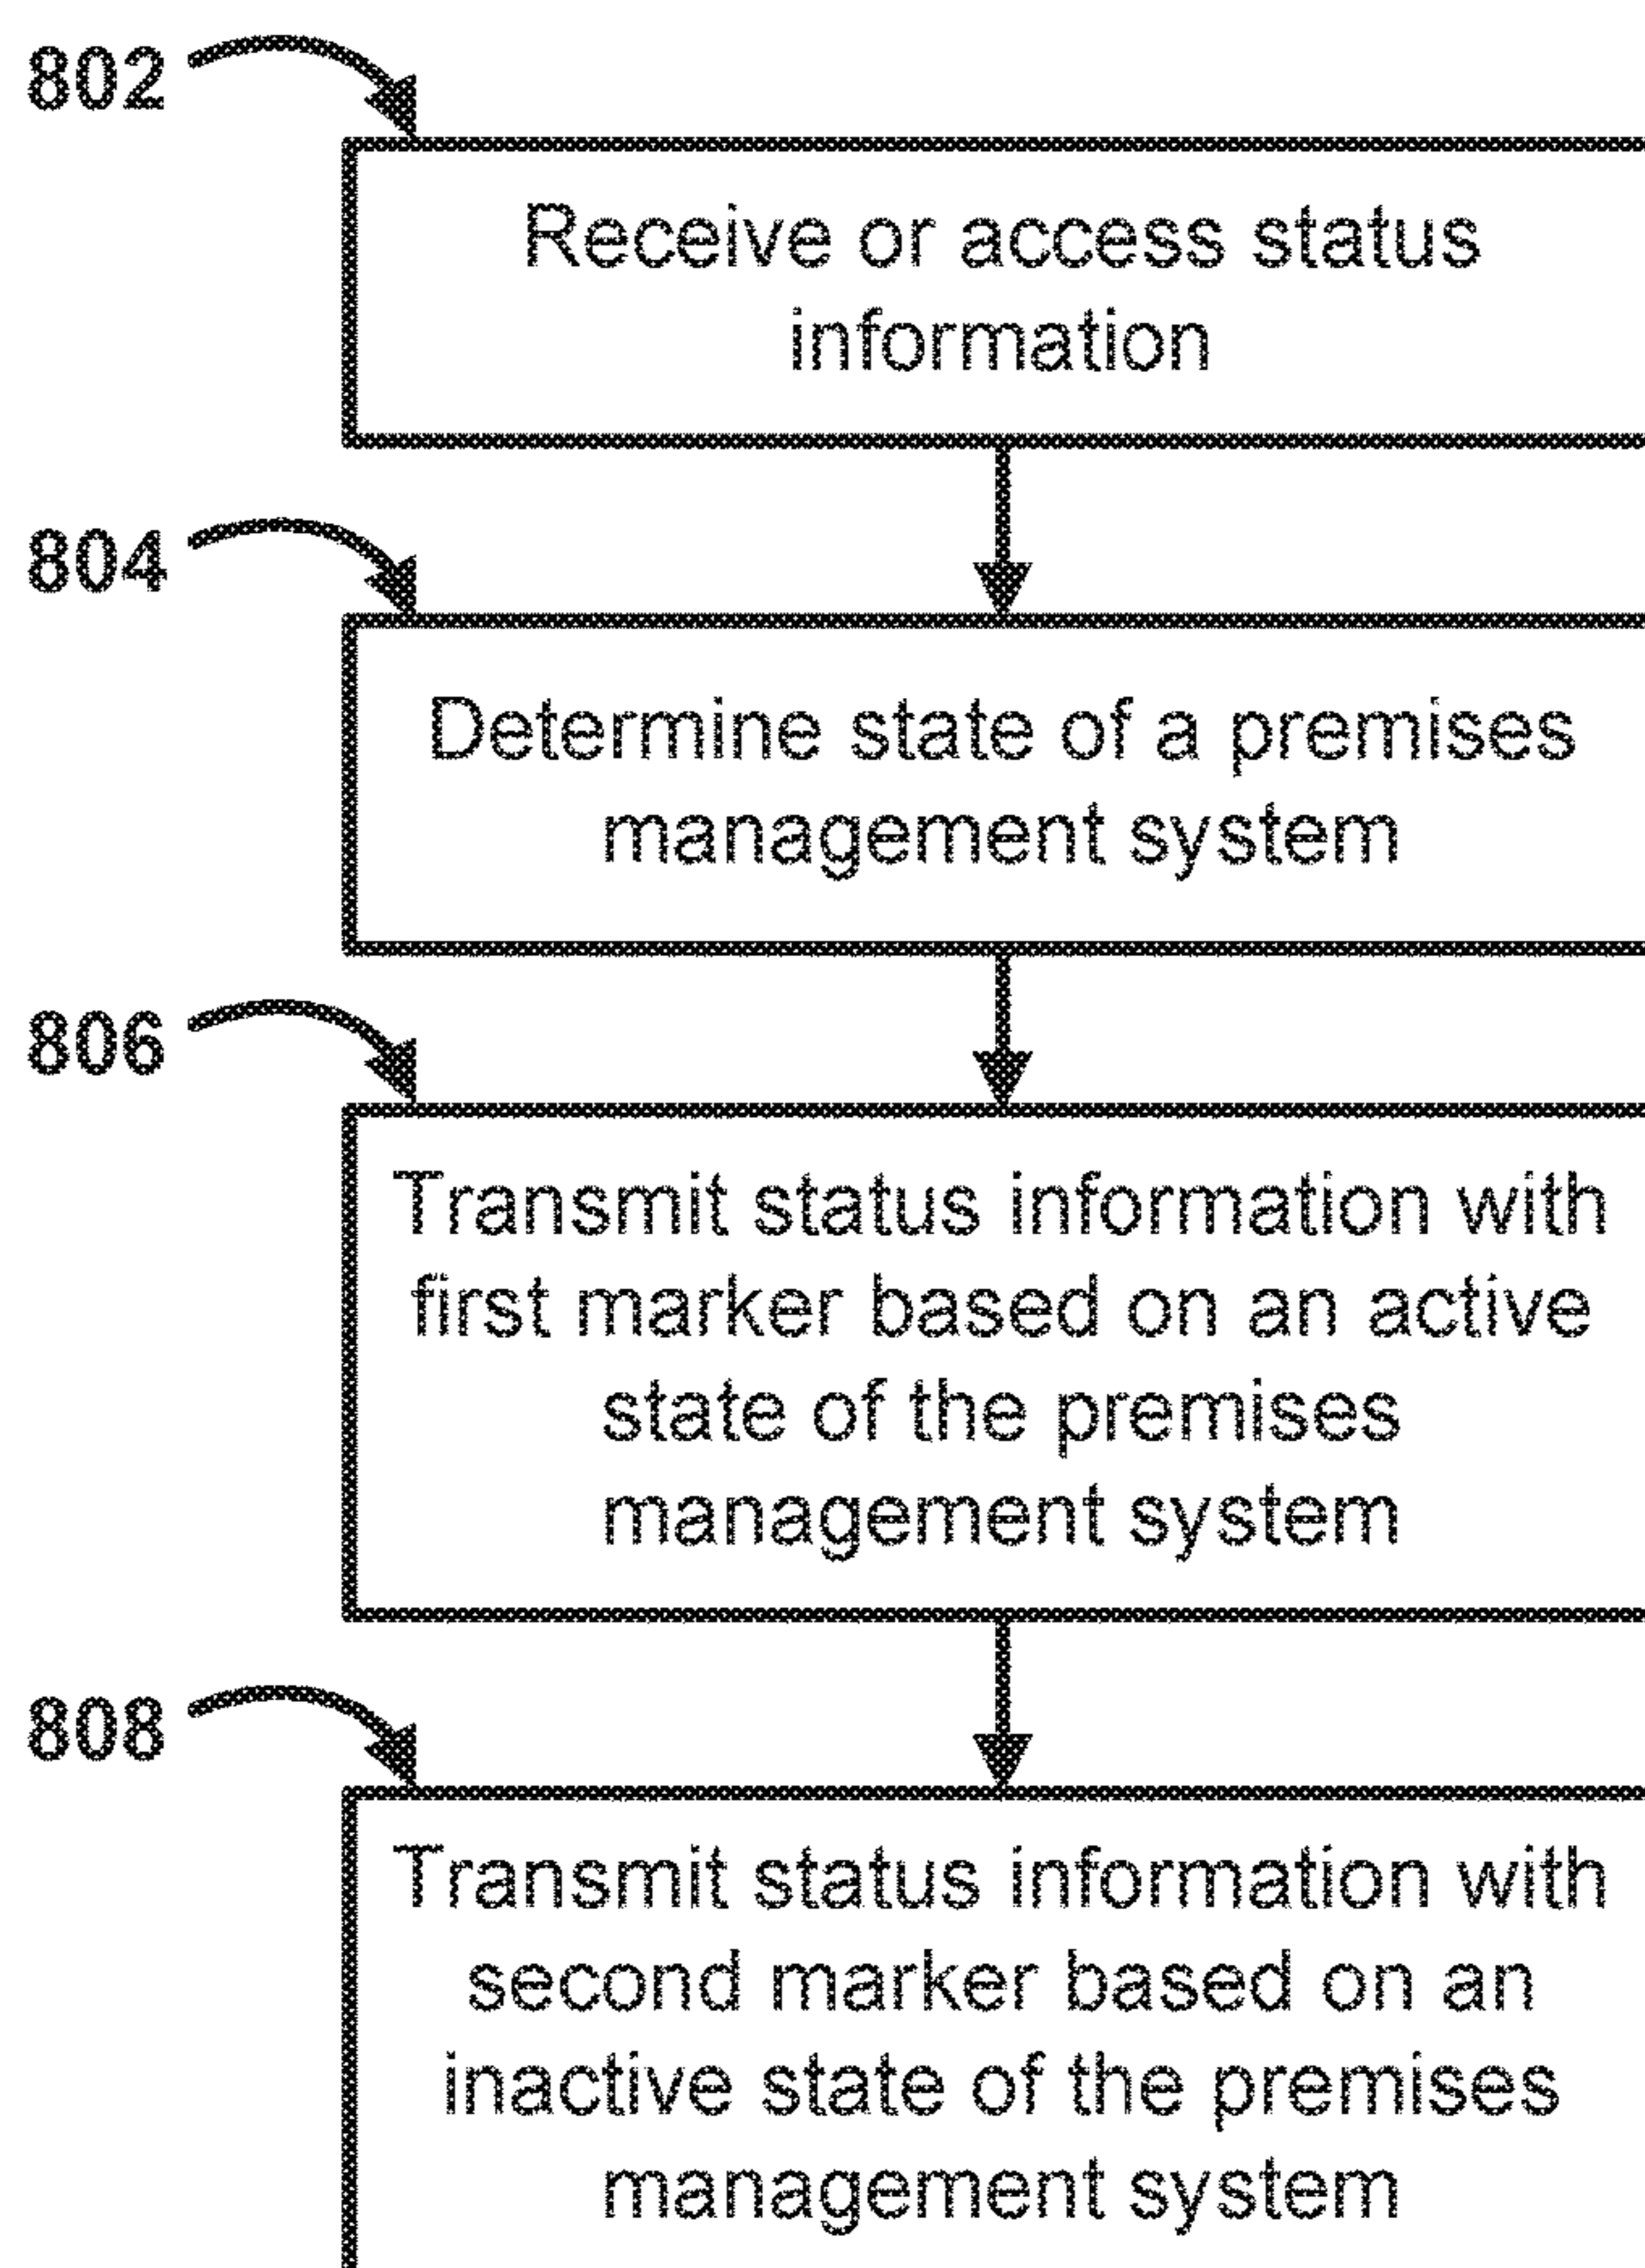 802
Receive or access status
information
804
Determine state of a premises
management system
806
Transmit status information with
first marker based on an active
state of the premises
management system
808
Transmit status information with
second marker based on an
inactive state of the premises
management system